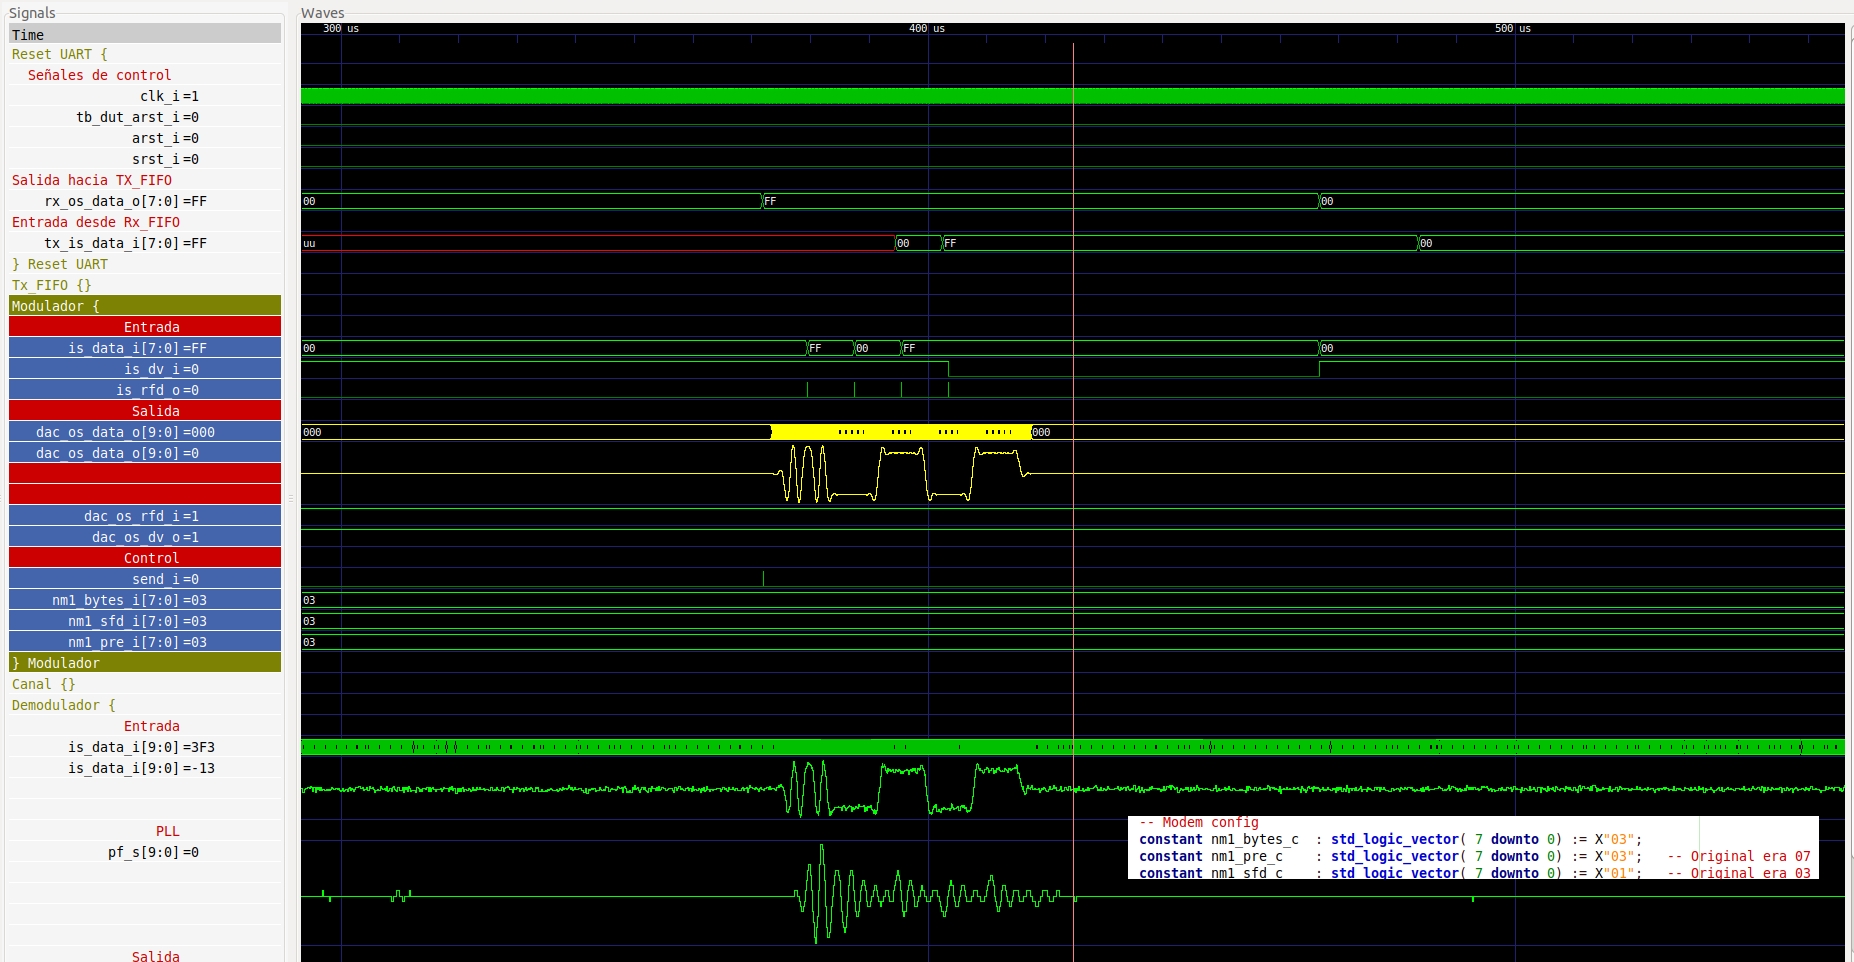 Signals
Waves
Time
300 us 400 us 500 us
Reset UART {
Señales de control
clk_i=1
tb_dut_arst_i=0
arst_i=0
srst_i=0
Salida hacia TX_FIFO
rx_os_data_o[7:0]=FF 00 FF 00
Entrada desde Rx_FIFO
tx_is_data_i[7:0]=FF uu 00 FF 00
} Reset UART
Tx_FIFO {}
Modulador {
Entrada
is_data_i[7:0]=FF 00 FF 00 FF 00
is_dv_i=0
is_rfd_o=0
Salida
dac_os_data_o[9:0]=000 000 000
dac_os_data_o[9:0]=0
dac_os_rfd_i=1
dac_os_dv_o=1
Control
send_i=0
nm1_bytes_i[7:0]=03 03
nm1_sfd_i[7:0]=03 03
nm1_pre_i[7:0]=03 03
} Modulador
Canal {}
Demodulador {
Entrada
is_data_i[9:0]=3F3
is_data_i[9:0]=-13
PLL
pf_s[9:0]=0
Salida
-- Modem config
constant nm1_bytes_c : std_logic_vector( 7 downto 0) := X"03";
constant nm1_pre_c : std_logic_vector( 7 downto 0) := X"03"; -- Original era 07
constant nm1_sfd_c : std_logic_vector( 7 downto 0) := X"01"; -- Original era 03